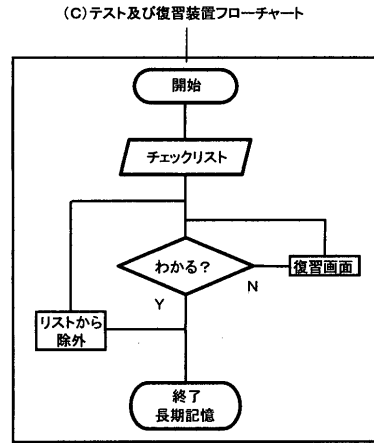 (C)テスト及び復習装置フローチャート
開始
チェックリスト
わかる?
N
復習画面
Y
リストから
除外
終了
長期記憶